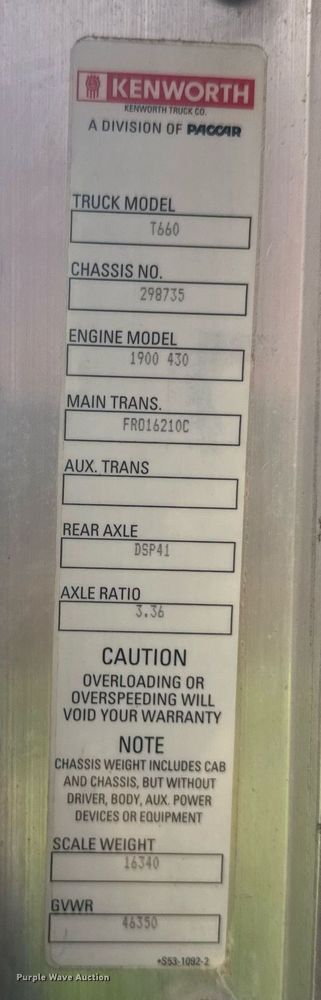 KENWORTH
KENWORTH TRUCK CO.
A DIVISION OF PACCAR
TRUCK MODEL
T660
CHASSIS NO.
298735
ENGINE MODEL
1900 430
MAIN TRANS.
FRO16210C
AUX. TRANS
REAR AXLE
DSP41
AXLE RATIO
3.36
CAUTION
OVERLOADING OR
OVERSPEEDING WILL
VOID YOUR WARRANTY
NOTE
CHASSIS WEIGHT INCLUDES CAB
AND CHASSIS, BUT WITHOUT
DRIVER, BODY, AUX. POWER
DEVICES OR EQUIPMENT
SCALE WEIGHT
16340
GVWR
46350
*S53-1092-2
Purple Wave Auction